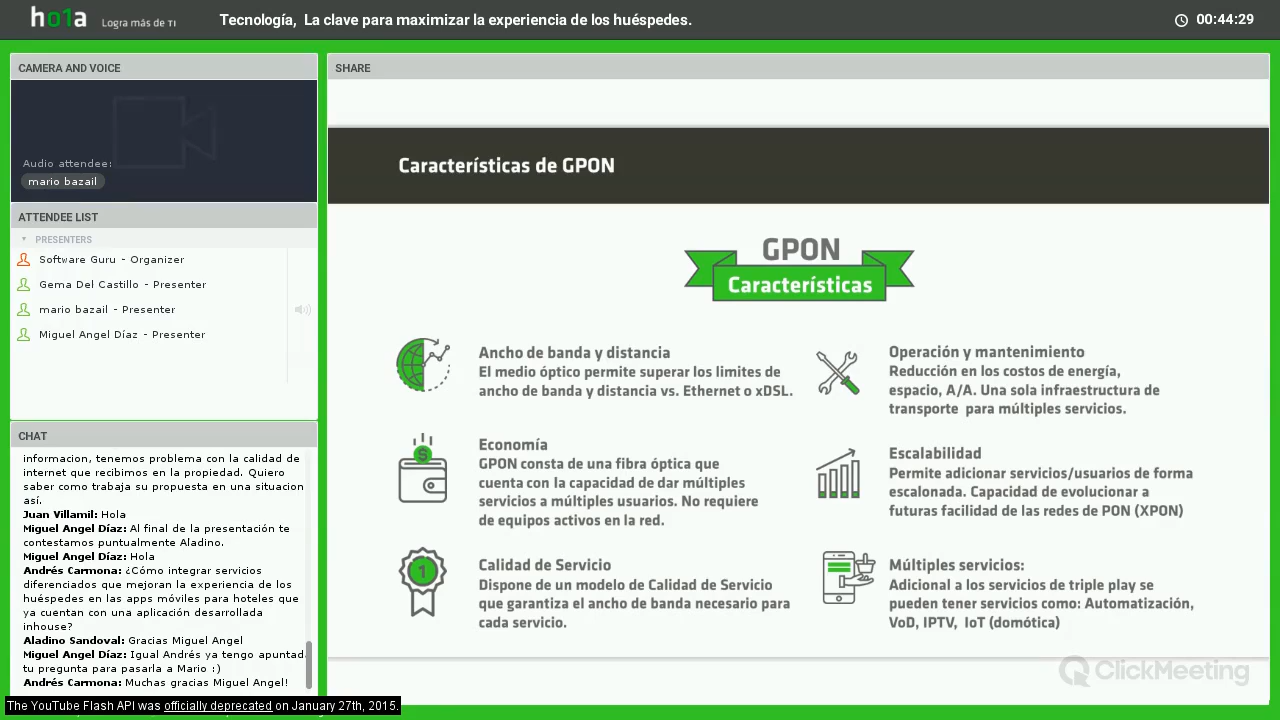 ho1a Logra más de TI
Tecnología, La clave para maximizar la experiencia de los huéspedes.
00:44:29
CAMERA AND VOICE
Audio attendee:
mario bazail
ATTENDEE LIST
PRESENTERS
Software Guru - Organizer
Gema Del Castillo - Presenter
mario bazail - Presenter
Miguel Angel Díaz - Presenter
CHAT
informacion, tenemos problema con la calidad de
internet que recibimos en la propiedad. Quiero
saber como trabaja su propuesta en una situacion
así.
Juan Villamil: Hola
Miguel Angel Díaz: Al final de la presentación te
contestamos puntualmente Aladino.
Miguel Angel Díaz: Hola
Andrés Carmona: ¿Cómo integrar servicios
diferenciados que mejoran la experiencia de los
huéspedes en las apps móviles para hoteles que
ya cuentan con una aplicación desarrollada
inhouse?
Aladino Sandoval: Gracias Miguel Angel
Miguel Angel Díaz: Igual Andrés ya tengo apuntad
tu pregunta para pasarla a Mario :)
Andrés Carmona: Muchas gracias Miguel Angel!
The YouTube Flash API was officially deprecated on January 27th, 2015.
SHARE
Características de GPON
GPON
Características
Ancho de banda y distancia
El medio óptico permite superar los limites de
ancho de banda y distancia vs. Ethernet o xDSL.
Economía
GPON consta de una fibra óptica que
cuenta con la capacidad de dar múltiples
servicios a múltiples usuarios. No requiere
de equipos activos en la red.
Calidad de Servicio
Dispone de un modelo de Calidad de Servicio
que garantiza el ancho de banda necesario para
cada servicio.
Operación y mantenimiento
Reducción en los costos de energía,
espacio, A/A. Una sola infraestructura de
transporte para múltiples servicios.
Escalabilidad
Permite adicionar servicios/usuarios de forma
escalonada. Capacidad de evolucionar a
futuras facilidad de las redes de PON (XPON)
Múltiples servicios:
Adicional a los servicios de triple play se
pueden tener servicios como: Automatización,
VoD, IPTV, IoT (domótica)
ClickMeeting